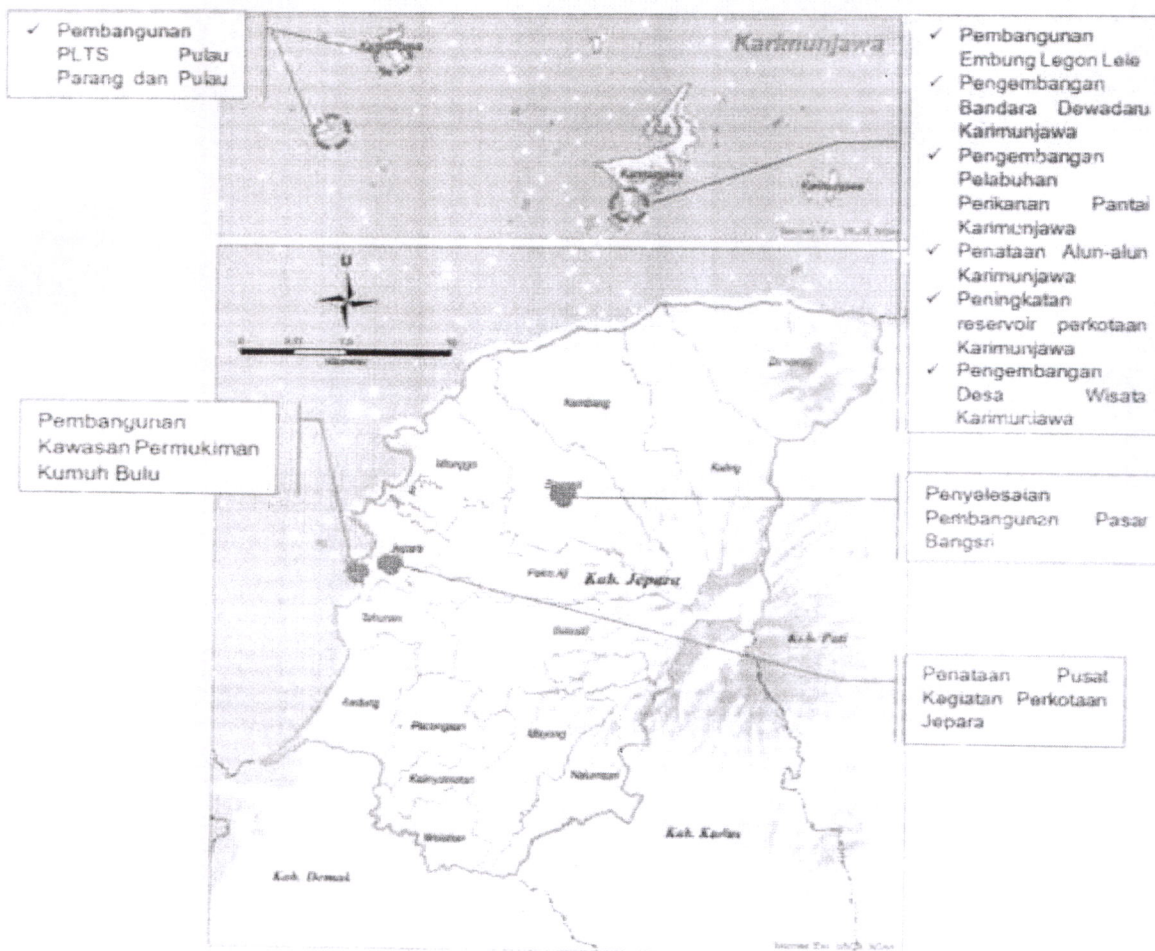 ✓ Pembangunan
PLTS Pulau
Parang dan Pulau
Karimunjawa
Karimunjawa
Karimunjawa
Karimunjawa
✓ Pembangunan
Embung Legon Lele
✓ Pengembangan
Bandara Dewadaru
Karimunjawa
✓ Pengembangan
Pelabuhan
Perikanan Pantai
Karimunjawa
✓ Penataan Alun-alun
Karimunjawa
✓ Peningkatan
reservoir perkotaan
Karimunjawa
✓ Pengembangan
Desa Wisata
Karimunjawa
U
Kembang
Keling
Mlonggo
Bangsri
Pembangunan
Kawasan Permukiman
Kumuh Bulu
Penyelesaian
Pembangunan Pasar
Bangsri
Jepara
Pakis Aji
Kab. Jepara
Tahunan
Batealit
Kab. Pati
Penataan Pusat
Kegiatan Perkotaan
Jepara
Kedung
Pecangaan
Mayong
Kalinyamatan
Nalumsari
Welahan
Kab. Kudus
Kab. Demak